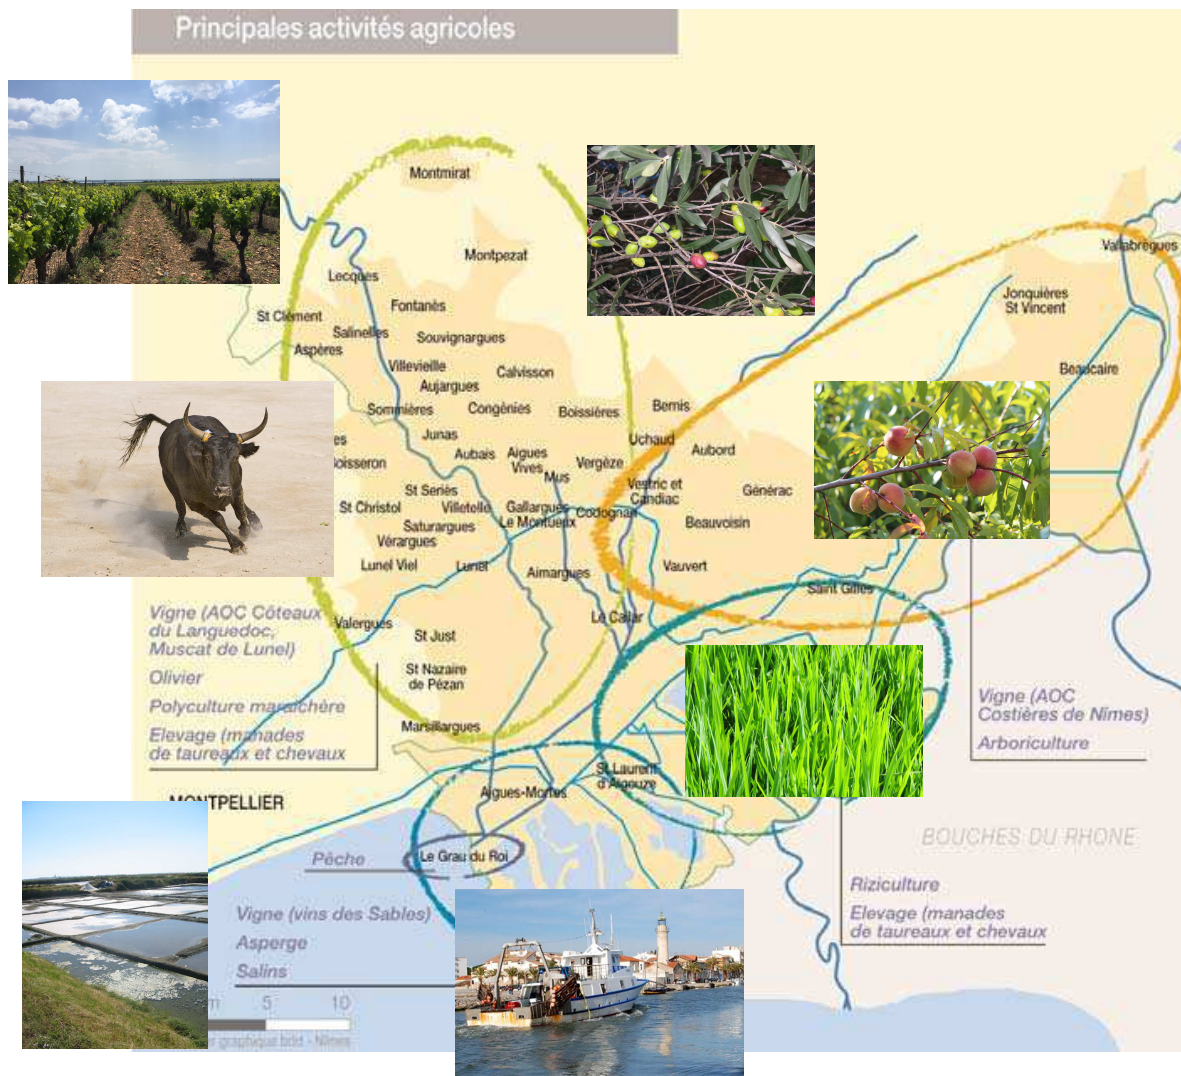 Principales activités agricoles
Montmirat
Montpezat
Vallabrègues
Lecques
Jonquières
St Vincent
Fontanès
St Clément
Salinelles
Souvignargues
Aspères
Villevieille
Calvisson
Beaucaire
Aujargues
Sommières
Congènies
Boissières
Bernis
Junas
Uchaud
Aubord
Aubais
Aigues
Vives
Vergèze
Mus
Vestric et
Candiac
Générac
St Seriès
St Christol
Villetelle
Gallargues
Le Montueux
Codognan
Saturargues
Beauvoisin
Vérargues
Lunel Viel
Lunel
Aimargues
Vauvert
Saint Gilles
Vigne (AOC Côteaux
du Languedoc,
Muscat de Lunel)
Olivier
Polyculture maraîchère
Elevage (manades
de taureaux et chevaux
Valergues
Le Cailar
St Just
St Nazaire
de Pézan
Marsillargues
Vigne (AOC
Costières de Nîmes)
Arboriculture
St Laurent
d'Aigouze
Aigues-Mortes
MONTPELLIER
BOUCHES DU RHONE
Pêche
Le Grau du Roi
Riziculture
Elevage (manades
de taureaux et chevaux
Vigne (vins des Sables)
Asperge
Salins
5 10
graphique bdd - Nîmes